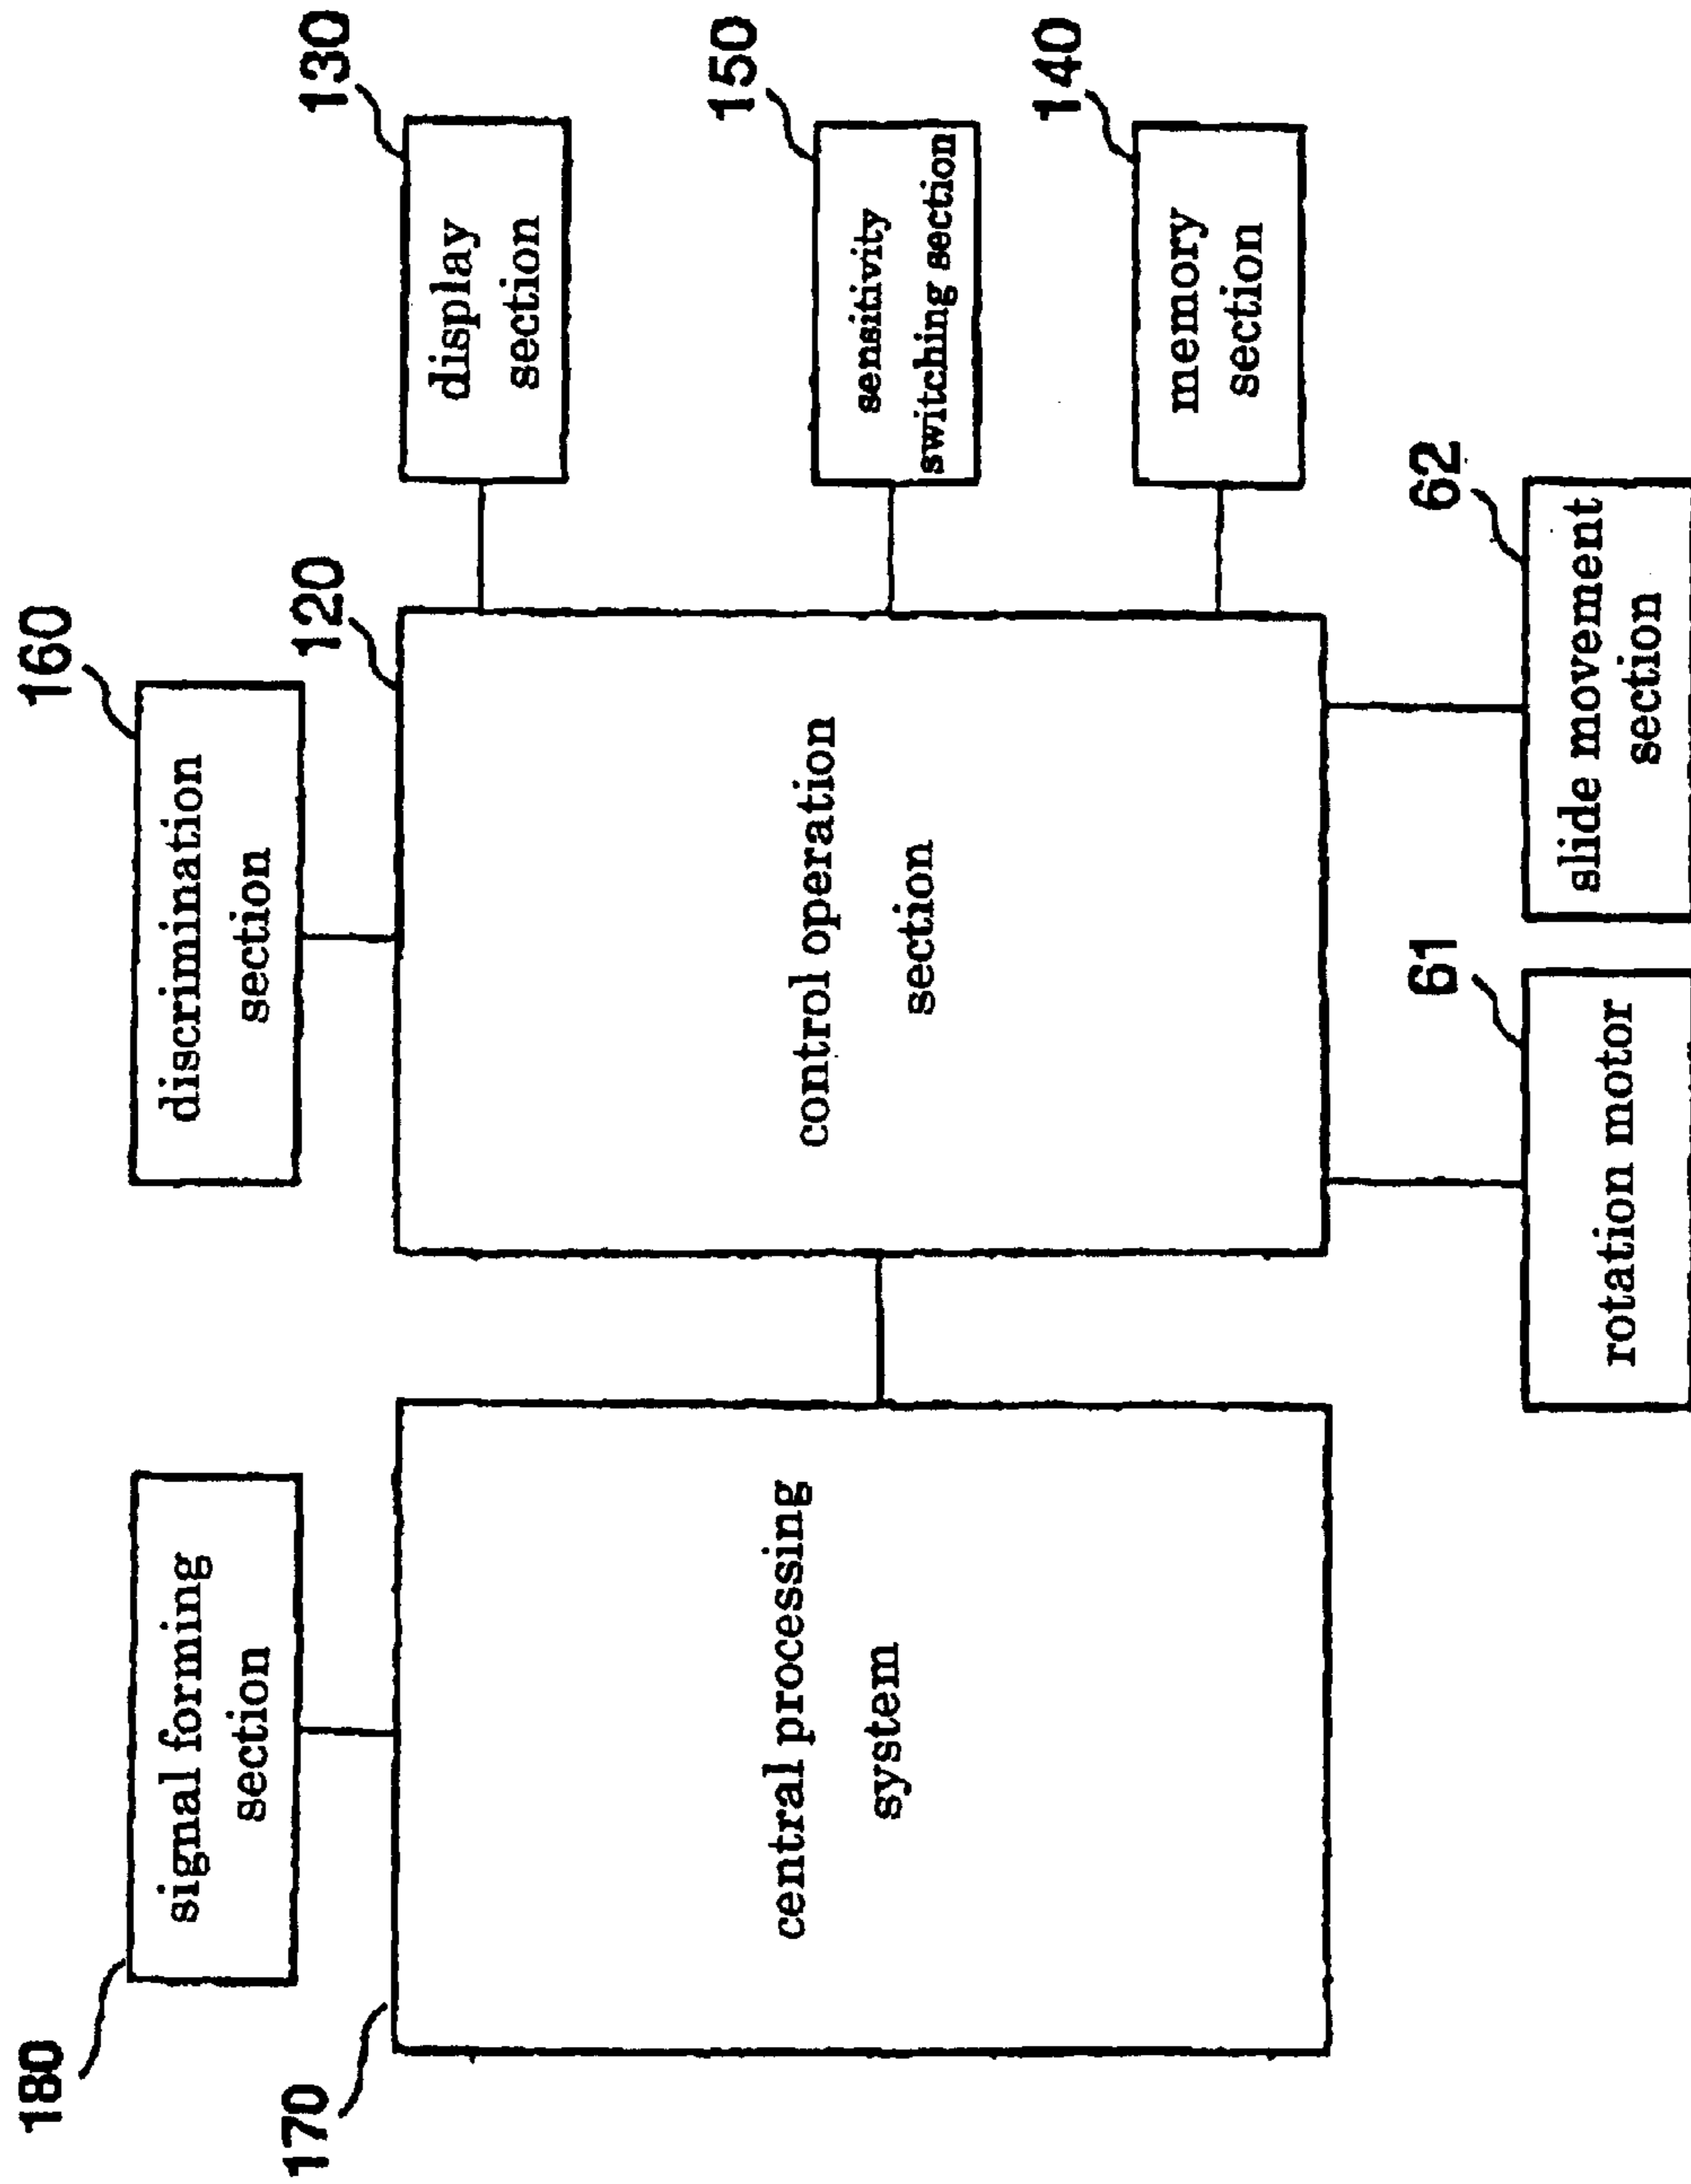 180
signal forming
section
160
discrimination
section
130
display
section
170
central processing
system
120
control operation
section
150
sensitivity
switching section
140
memory
section
61
rotation motor
62
slide movement
section